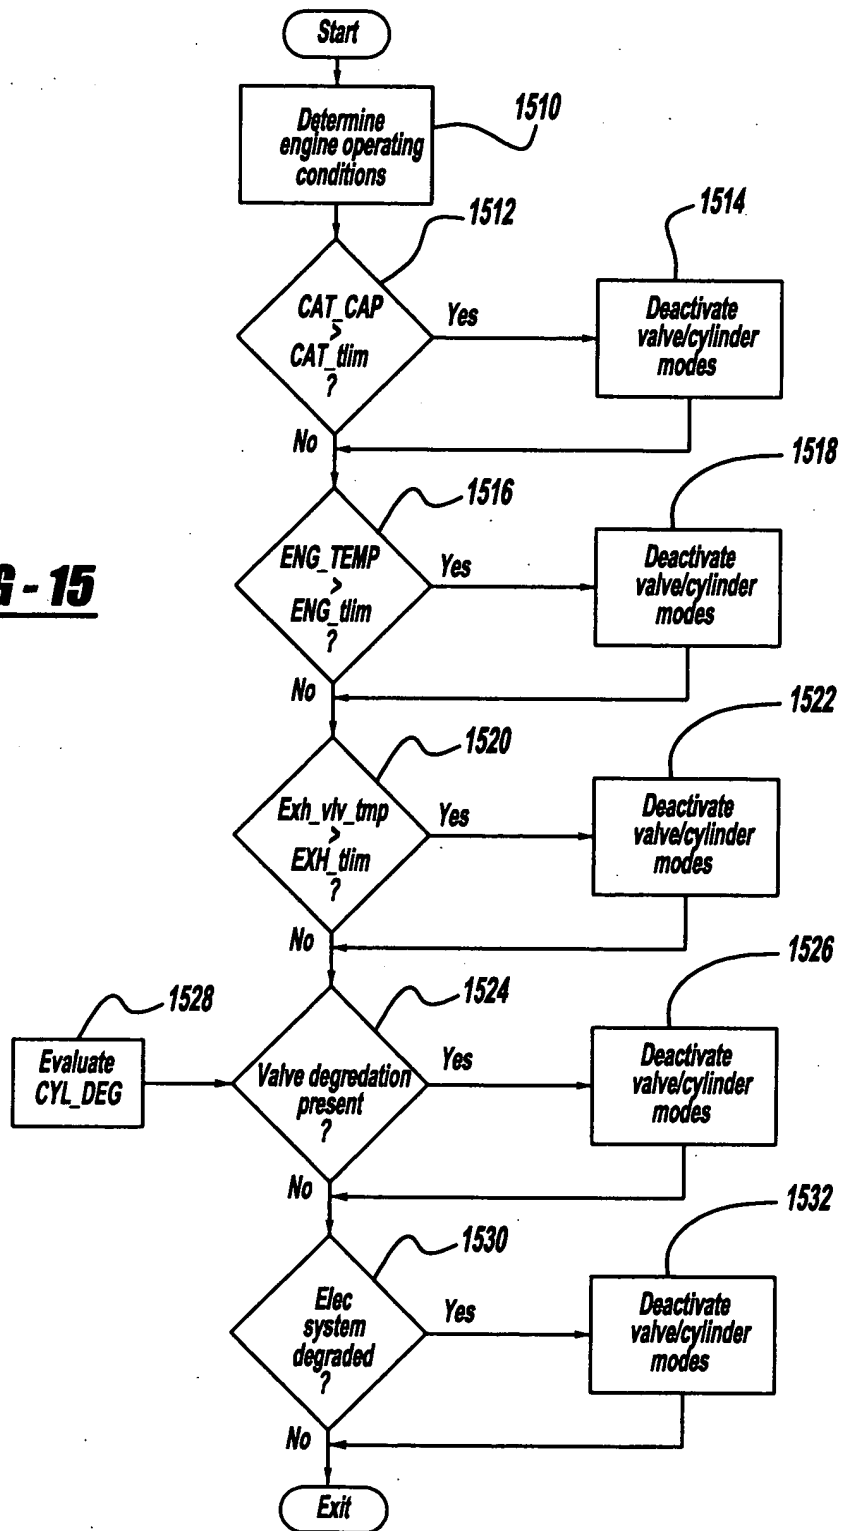 Start
Determine
engine operating
conditions
1510
1512
CAT_CAP
>
CAT_tlim
?
Yes
No
1514
Deactivate
valve/cylinder
modes
1516
ENG_TEMP
>
ENG_tlim
?
Yes
No
1518
Deactivate
valve/cylinder
modes
G - 15
1520
Exh_vlv_tmp
>
EXH_tlim
?
Yes
No
1522
Deactivate
valve/cylinder
modes
1528
Evaluate
CYL_DEG
1524
Valve degredation
present
?
Yes
No
1526
Deactivate
valve/cylinder
modes
1530
Elec
system
degraded
?
Yes
No
1532
Deactivate
valve/cylinder
modes
Exit